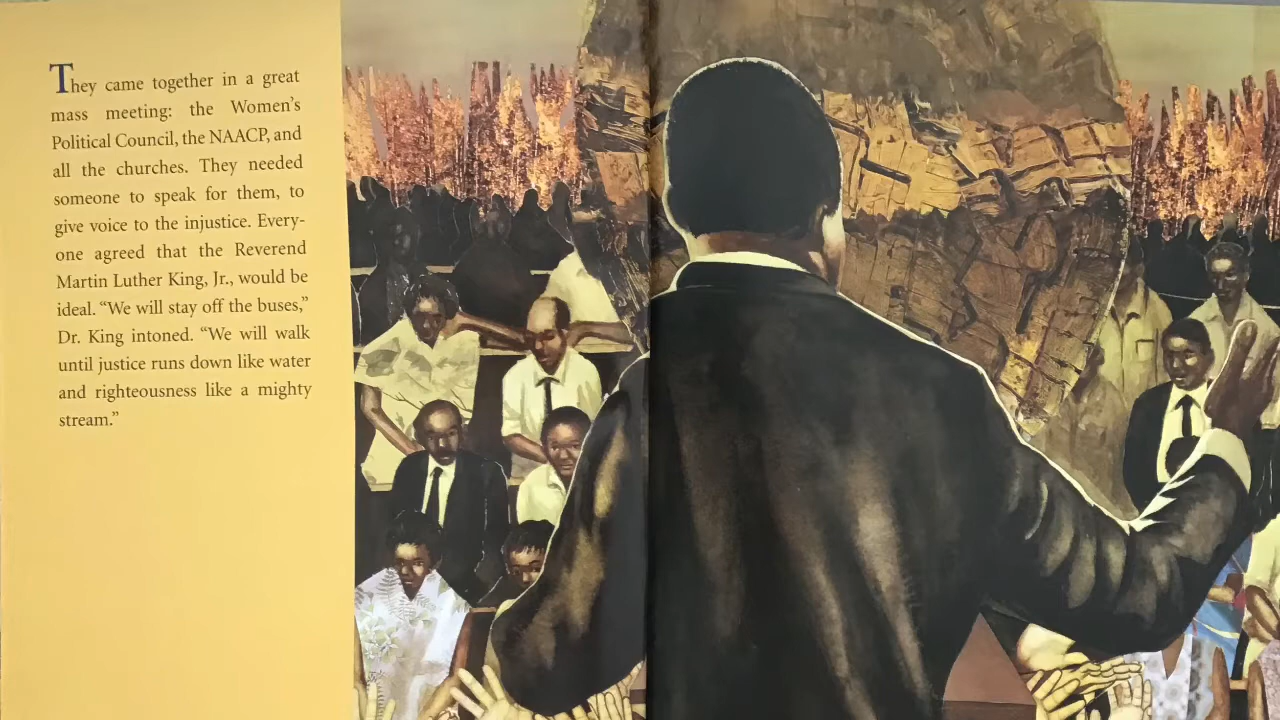 They came together in a great
mass meeting: the Women's
Political Council, the NAACP, and
all the churches. They needed
someone to speak for them, to
give voice to the injustice. Every-
one agreed that the Reverend
Martin Luther King, Jr., would be
ideal. “We will stay off the buses,”
Dr. King intoned. “We will walk
until justice runs down like water
and righteousness like a mighty
stream.”